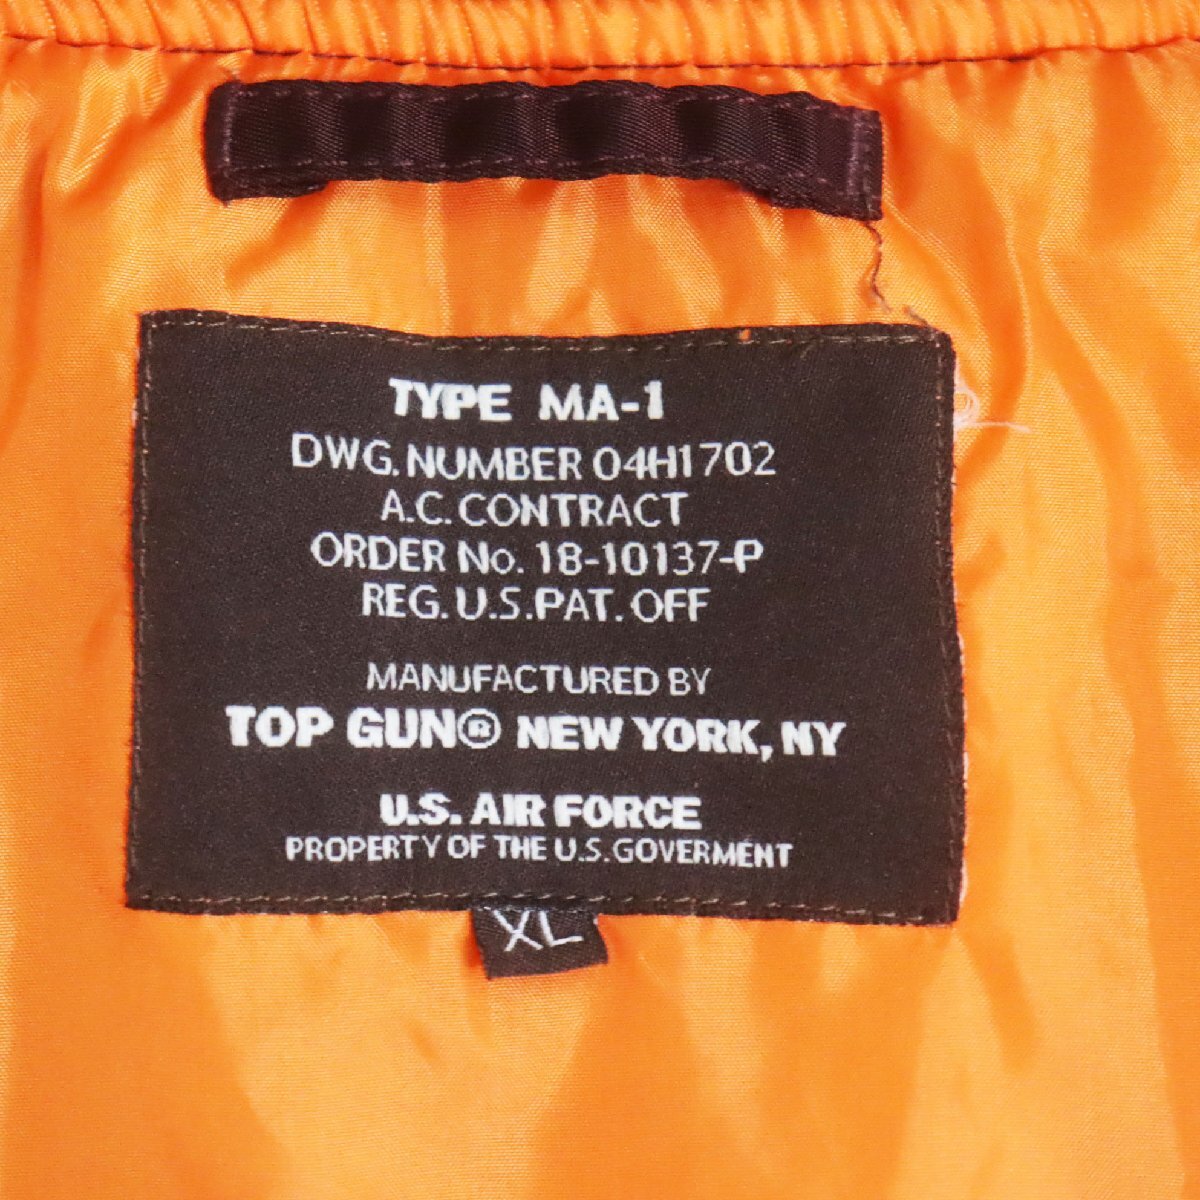 TYPE MA-1
DWG. NUMBER 04H1702
A.C. CONTRACT
ORDER No. 18-10137-P
REG. U.S. PAT. OFF
MANUFACTURED BY
TOP GUN® NEW YORK, NY
U.S. AIR FORCE
PROPERTY OF THE U.S. GOVERMENT
XL